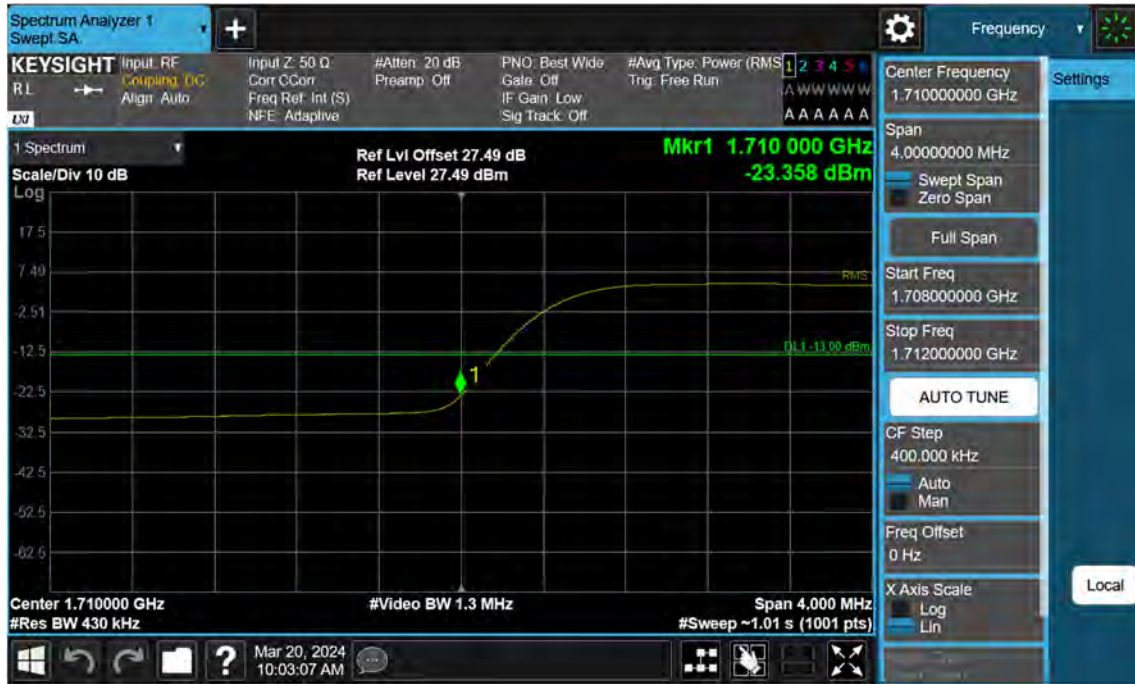 Spectrum Analyzer 1
Swept SA
Frequency
KEYSIGHT
RL
LXI
Input: RF
Coupling: DC
Align: Auto
Input Z: 50 Ω
Corr CCorr
Freq Ref: Int (S)
NFE: Adaptive
#Atten: 20 dB
Preamp: Off
PNO: Best Wide
Gate: Off
IF Gain: Low
Sig Track: Off
#Avg Type: Power (RMS
Trig: Free Run
1 2 3 4 5 6
A W W W W W
A A A A A A
1 Spectrum
Scale/Div 10 dB
Ref Lvl Offset 27.49 dB
Ref Level 27.49 dBm
Mkr1 1.710 000 GHz
-23.358 dBm
Log
17.5
7.49
-2.51
-12.5
-22.5
-32.5
-42.5
-52.5
-62.5
RMS
DL1 -13.00 dBm
1
Center 1.710000 GHz
#Res BW 430 kHz
#Video BW 1.3 MHz
Span 4.000 MHz
#Sweep ~1.01 s (1001 pts)
Mar 20, 2024
10:03:07 AM
?
Center Frequency
1.710000000 GHz
Settings
Span
4.00000000 MHz
Swept Span
Zero Span
Full Span
Start Freq
1.708000000 GHz
Stop Freq
1.712000000 GHz
AUTO TUNE
CF Step
400.000 kHz
Auto
Man
Freq Offset
0 Hz
X Axis Scale
Log
Lin
Local